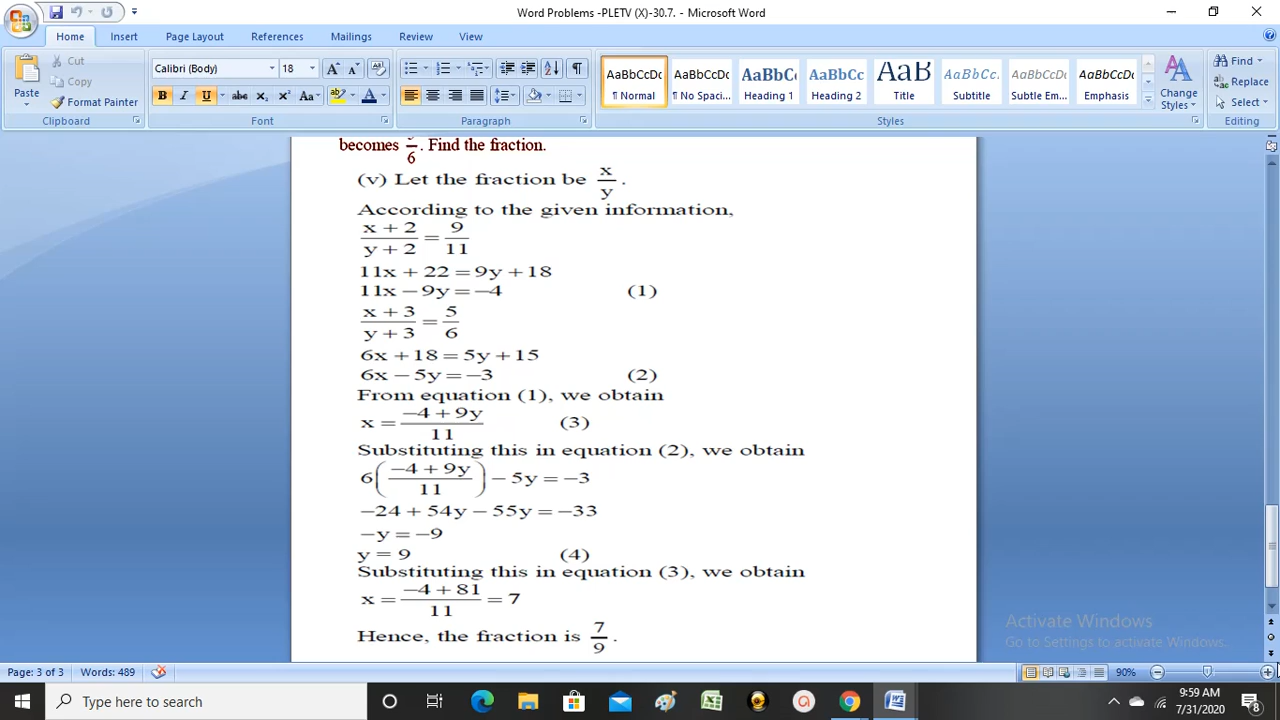 Word Problems -PLETV (X)-30.7. - Microsoft Word
Home Insert Page Layout References Mailings Review View
Paste
Cut
Copy
Format Painter
Clipboard
Calibri (Body) 18
B I U abc x₂ x² Aa
Font
Paragraph
AaBbCcDc ¶ Normal
AaBbCcDc ¶ No Spaci...
AaBbCc Heading 1
AaBbCc Heading 2
AaB Title
AaBbCc. Subtitle
AaBbCcDc Subtle Em...
AaBbCcDc Emphasis
Change Styles
Styles
Find
Replace
Select
Editing
becomes –/6. Find the fraction.
(v) Let the fraction be x/y.
According to the given information,
(x + 2)/(y + 2) = 9/11
11x + 22 = 9y + 18
11x − 9y = −4 (1)
(x + 3)/(y + 3) = 5/6
6x + 18 = 5y + 15
6x − 5y = −3 (2)
From equation (1), we obtain
x = (−4 + 9y)/11 (3)
Substituting this in equation (2), we obtain
6((−4 + 9y)/11) − 5y = −3
−24 + 54y − 55y = −33
−y = −9
y = 9 (4)
Substituting this in equation (3), we obtain
x = (−4 + 81)/11 = 7
Hence, the fraction is 7/9.
Activate Windows
Go to Settings to activate Windows.
Page: 3 of 3 Words: 489 90%
Type here to search
9:59 AM
7/31/2020
8